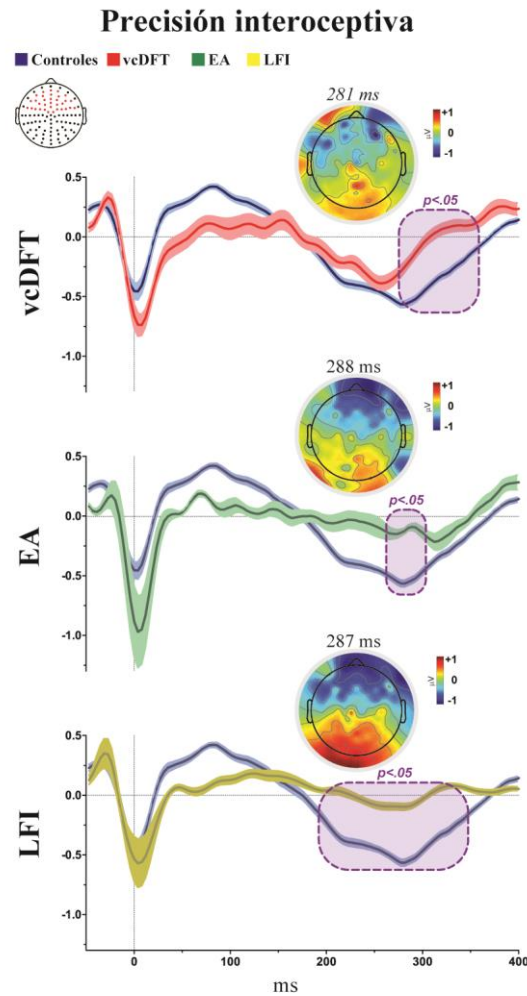 Precisión interoceptiva
Controles vcDFT EA LFI
281 ms
+1
0
-1
µV
p<.05
0.5
0.0
-0.5
-1.0
vcDFT
288 ms
+1
0
-1
µV
p<.05
0.5
0.0
-0.5
-1.0
EA
287 ms
+1
0
-1
µV
p<.05
0.5
0.0
-0.5
-1.0
LFI
0 100 200 300 400
ms